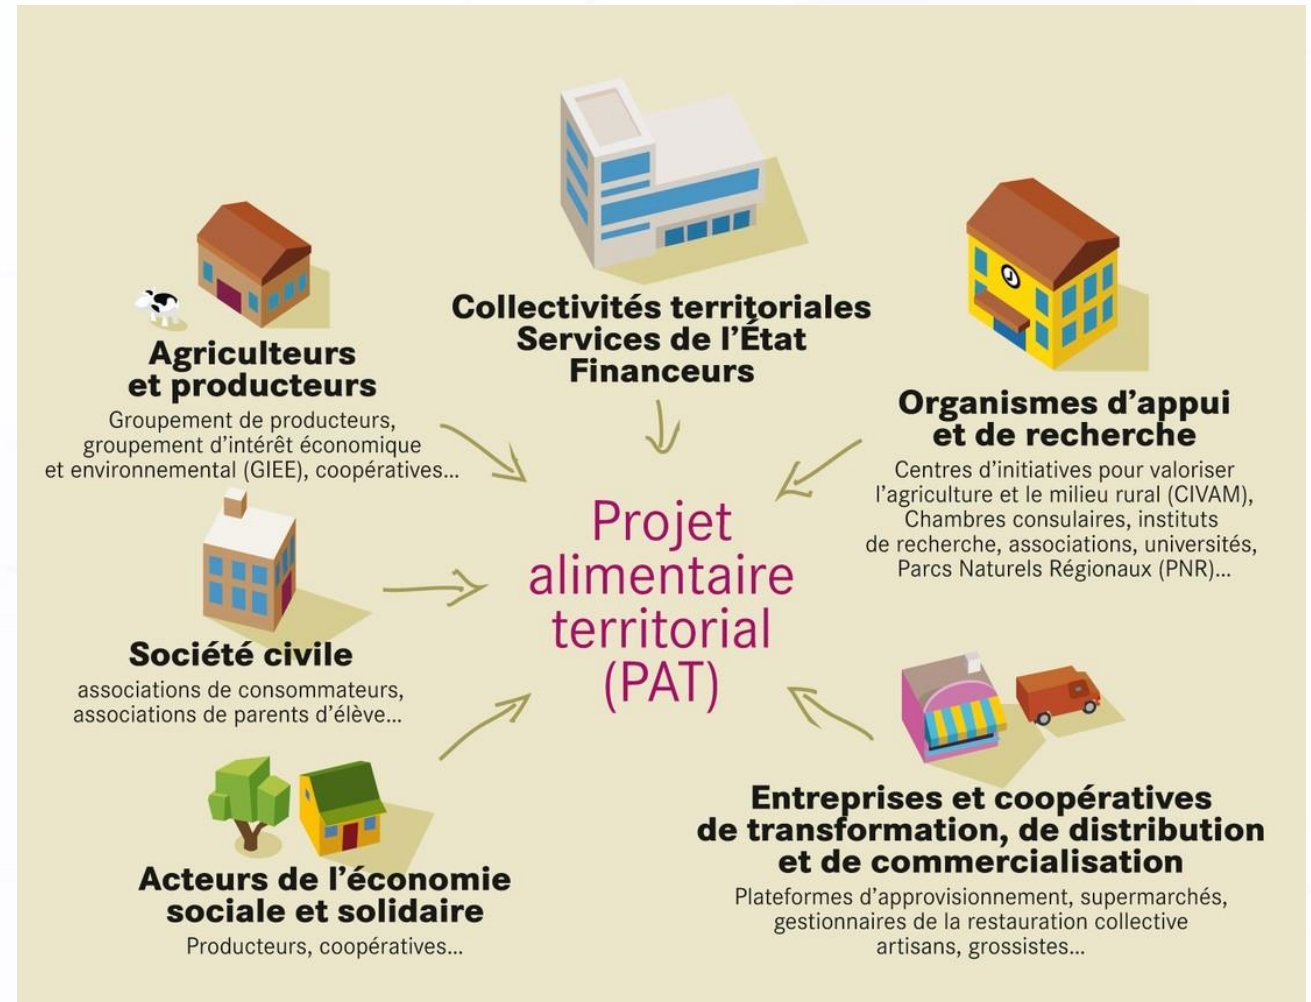 Collectivités territoriales
Services de l'État
Financeurs
Agriculteurs
et producteurs
Groupement de producteurs,
groupement d'intérêt économique
et environnemental (GIEE), coopératives...
Organismes d'appui
et de recherche
Centres d'initiatives pour valoriser
l'agriculture et le milieu rural (CIVAM),
Chambres consulaires, instituts
de recherche, associations, universités,
Parcs Naturels Régionaux (PNR)...
Projet
alimentaire
territorial
(PAT)
Société civile
associations de consommateurs,
associations de parents d'élève...
Acteurs de l'économie
sociale et solidaire
Producteurs, coopératives...
Entreprises et coopératives
de transformation, de distribution
et de commercialisation
Plateformes d'approvisionnement, supermarchés,
gestionnaires de la restauration collective
artisans, grossistes...